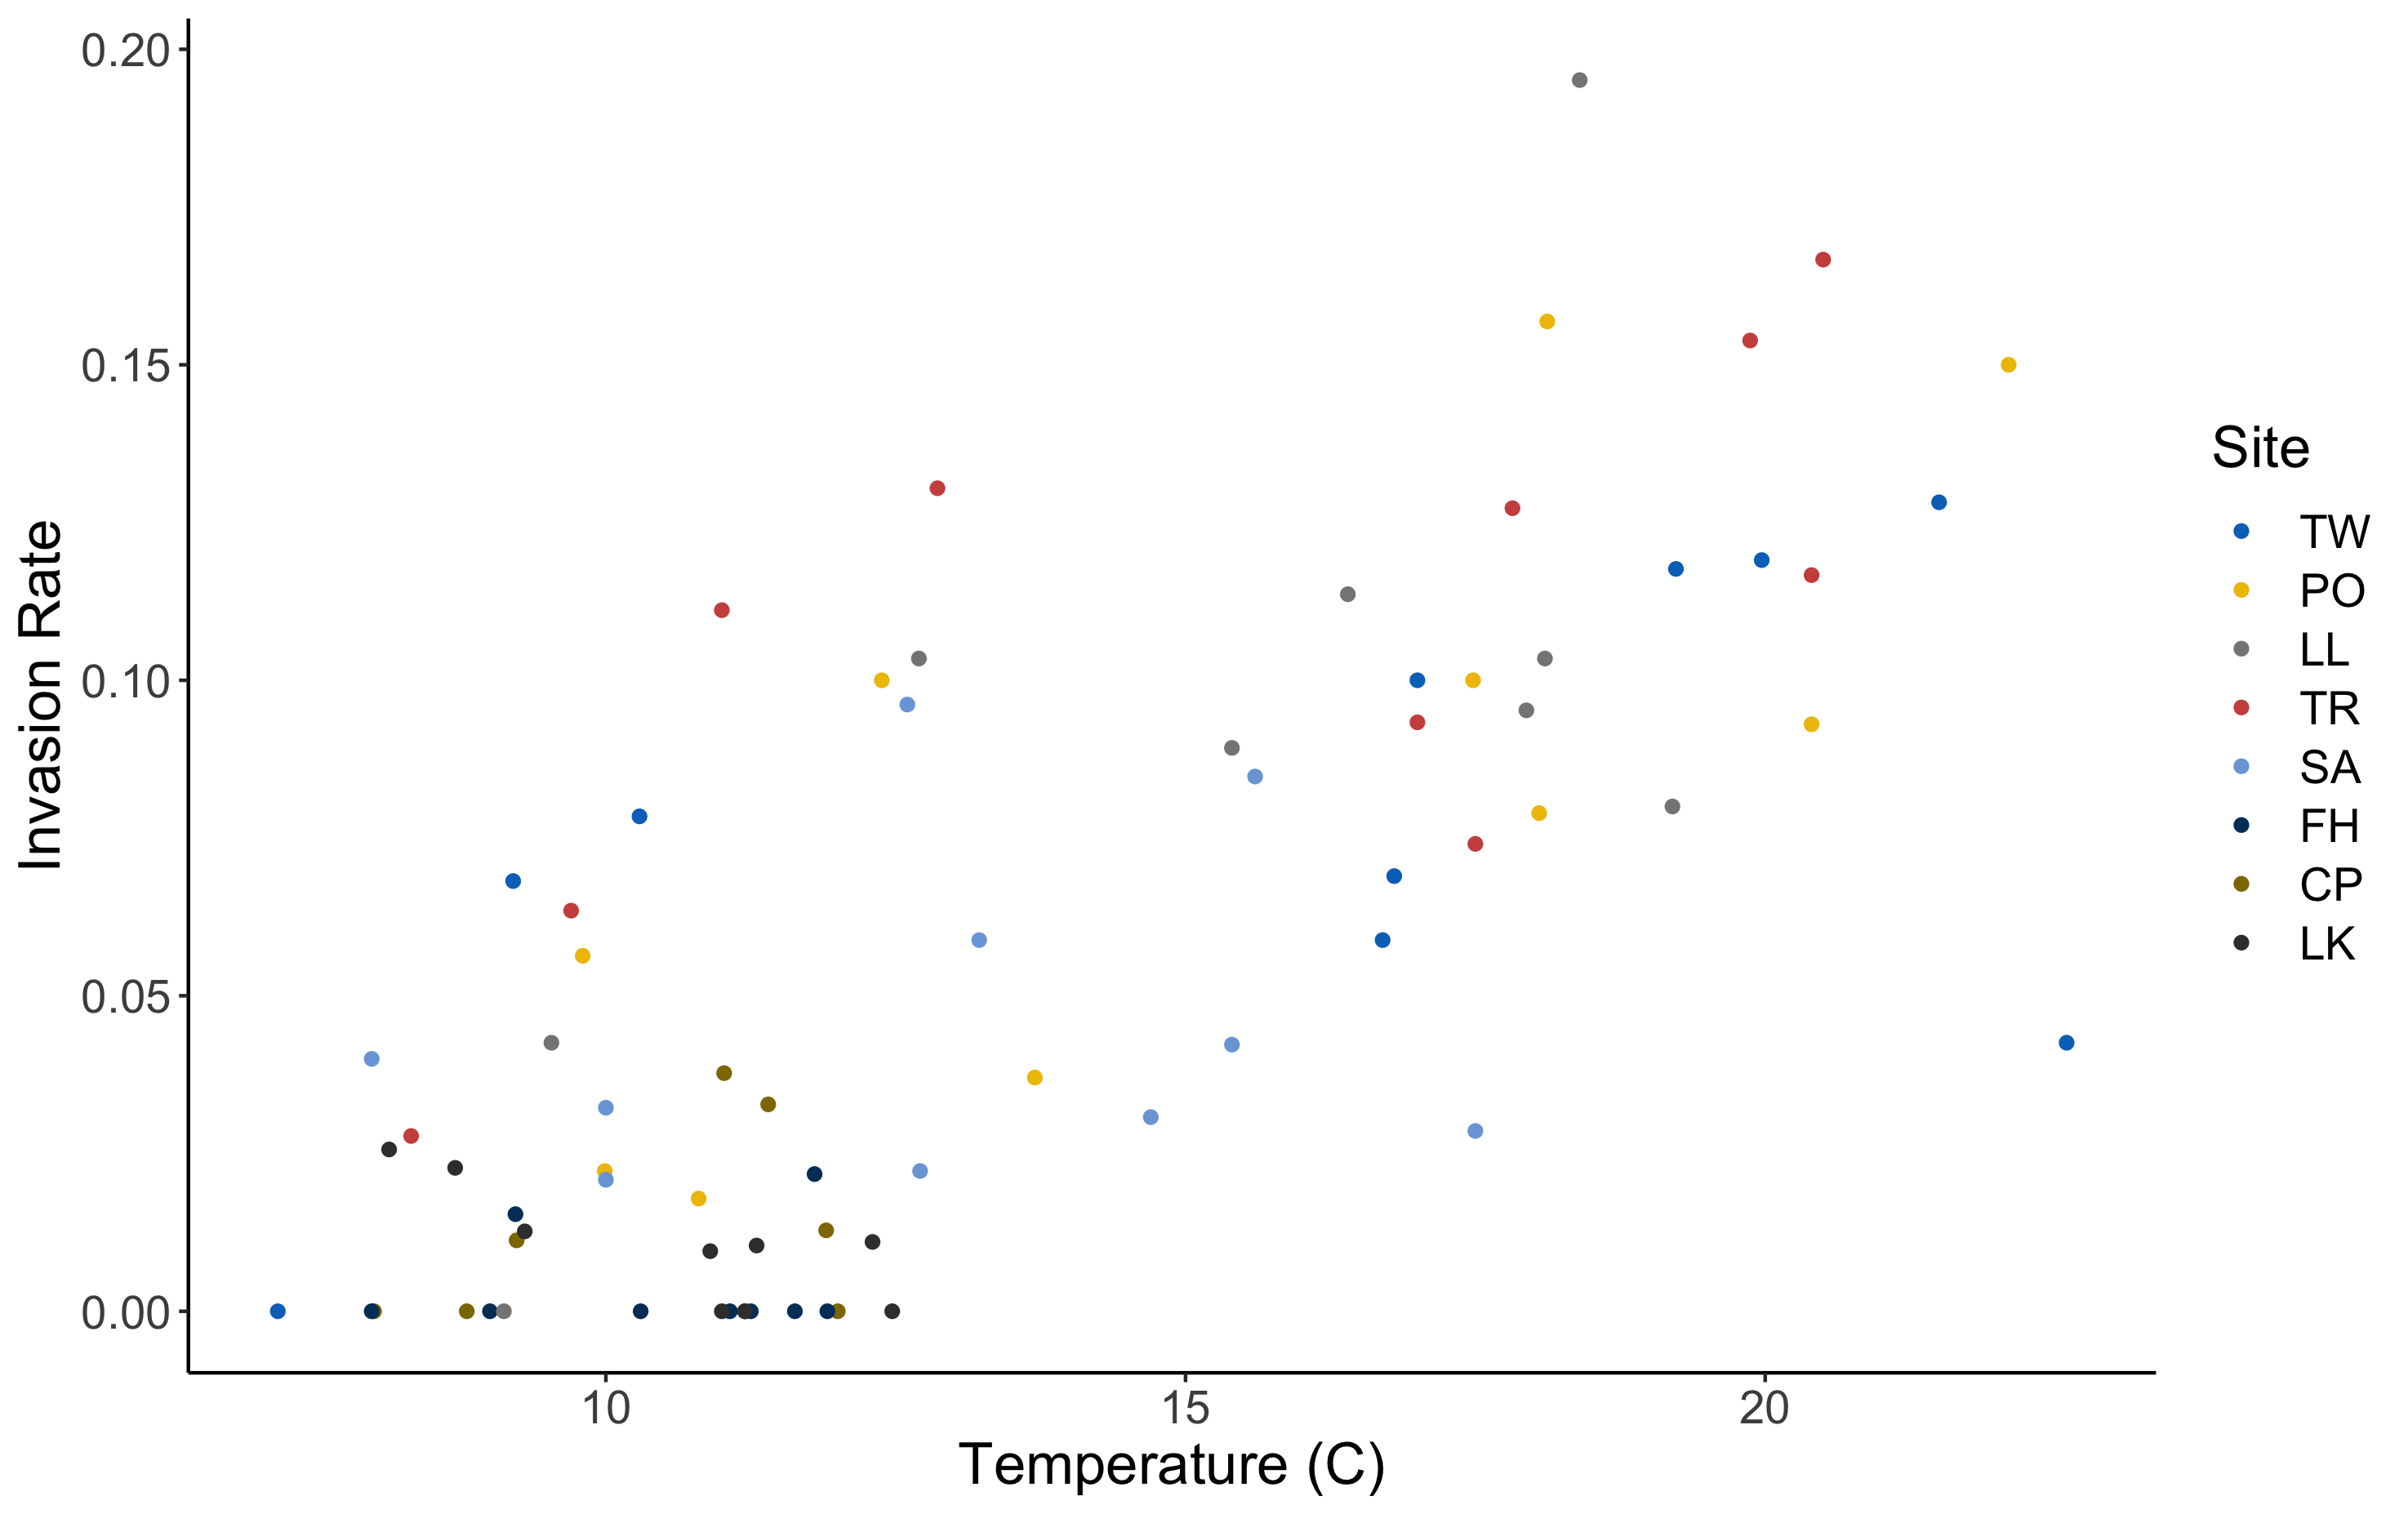 0.20
0.15
0.10
0.05
0.00
Invasion Rate
10
15
20
Temperature (C)
Site
TW
PO
LL
TR
SA
FH
CP
LK